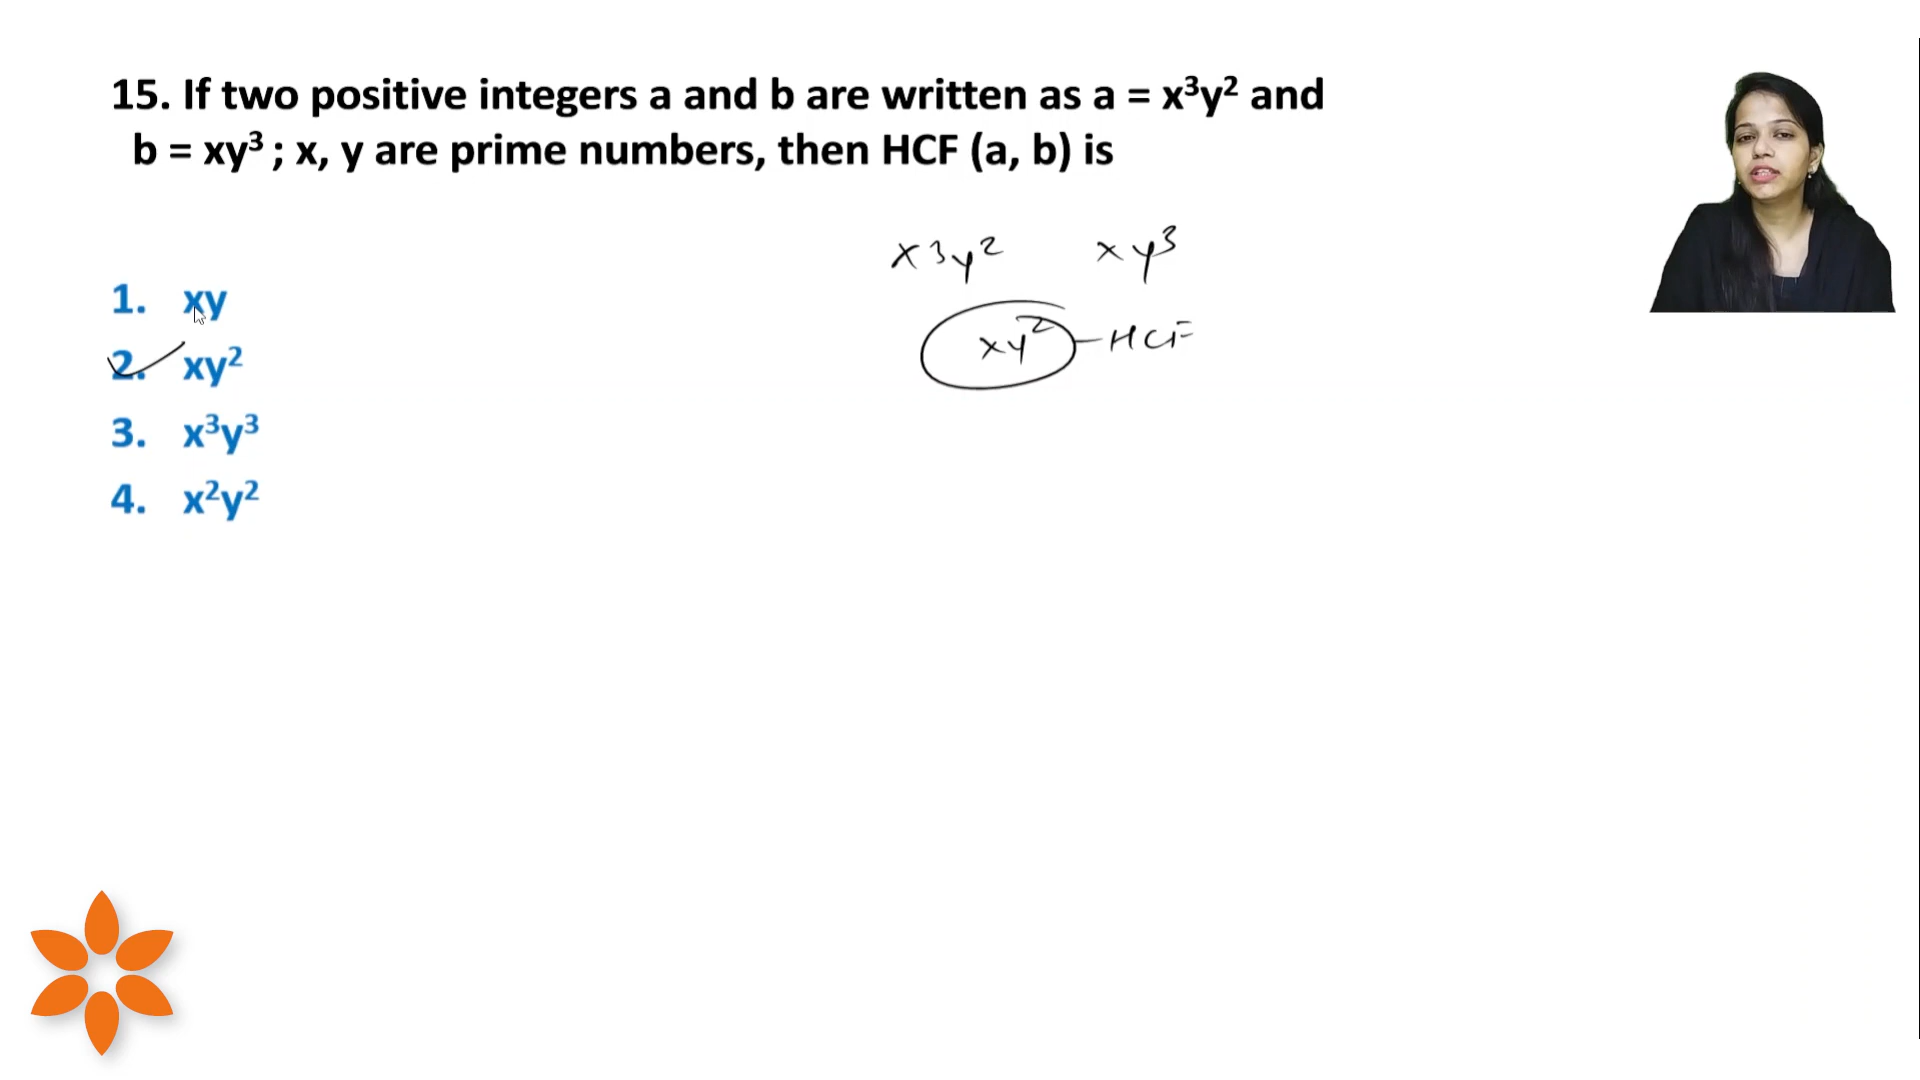 15. If two positive integers a and b are written as a = x³y² and
b = xy³ ; x, y are prime numbers, then HCF (a, b) is
x³y² xy³
1. xy
xy² - HCF
2. xy²
3. x³y³
4. x²y²